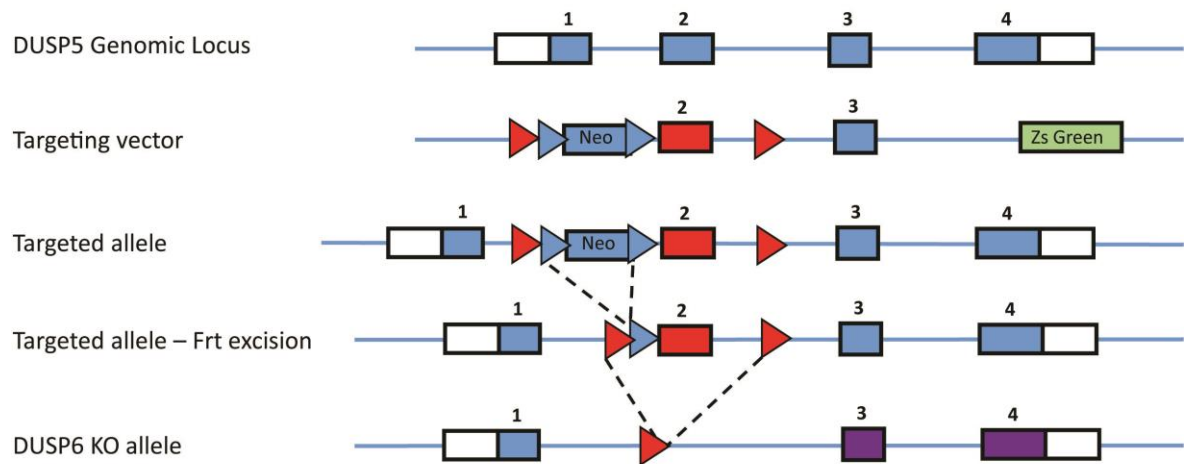 1 2 3 4
DUSP5 Genomic Locus
2 3
Targeting vector Neo Zs Green
1 2 3 4
Targeted allele Neo
1 2 3 4
Targeted allele – Frt excision
1 3 4
DUSP6 KO allele